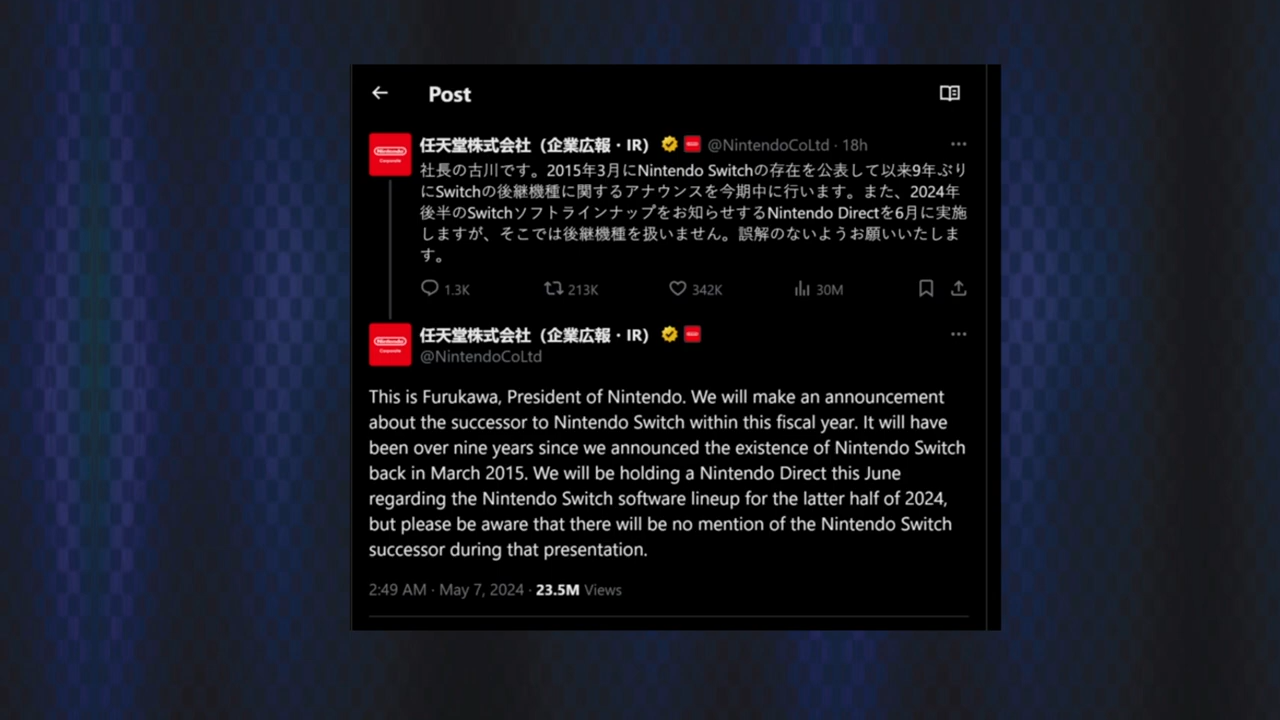 Post
任天堂株式会社（企業広報・IR） @NintendoCoLtd · 18h
社長の古川です。2015年3月にNintendo Switchの存在を公表して以来9年ぶり
にSwitchの後継機種に関するアナウンスを今期中に行います。また、2024年
後半のSwitchソフトラインナップをお知らせするNintendo Directを6月に実施
しますが、そこでは後継機種を扱いません。誤解のないようお願いいたしま
す。
1.3K 213K 342K 30M
任天堂株式会社（企業広報・IR）
@NintendoCoLtd
This is Furukawa, President of Nintendo. We will make an announcement
about the successor to Nintendo Switch within this fiscal year. It will have
been over nine years since we announced the existence of Nintendo Switch
back in March 2015. We will be holding a Nintendo Direct this June
regarding the Nintendo Switch software lineup for the latter half of 2024,
but please be aware that there will be no mention of the Nintendo Switch
successor during that presentation.
2:49 AM · May 7, 2024 · 23.5M Views
Nintendo
Corporate
Nintendo
Corporate